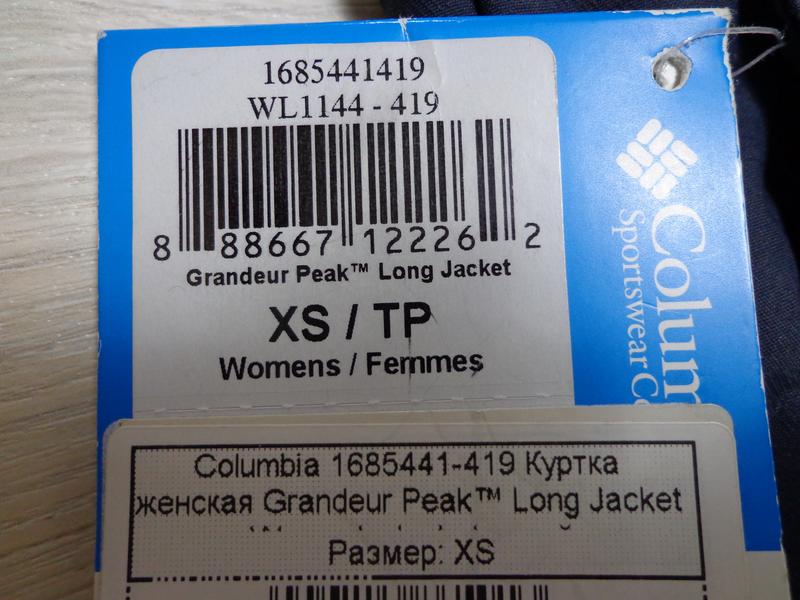 1685441419
WL1144 - 419
8 88667 12226 2
Grandeur Peak™ Long Jacket
XS / TP
Womens / Femmes
Colum
Sportswear Co
Columbia 1685441-419 Куртка
женская Grandeur Peak™ Long Jacket
Размер: XS